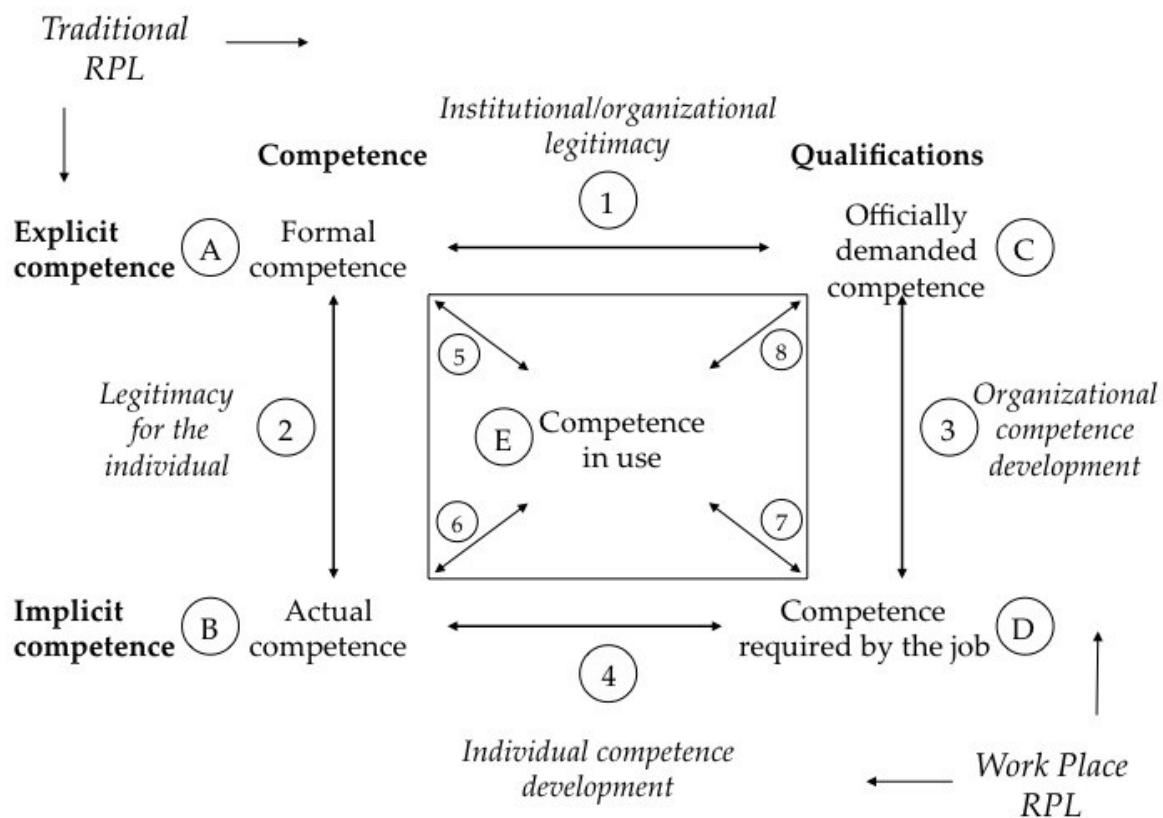 Traditional
RPL
Institutional/organizational
legitimacy
Competence
Qualifications
1
Explicit
competence
A
Formal
competence
Officially
demanded
competence
C
5
8
Legitimacy
for the
individual
2
E
Competence
in use
3
Organizational
competence
development
6
7
Implicit
competence
B
Actual
competence
Competence
required by the job
D
4
Individual competence
development
Work Place
RPL